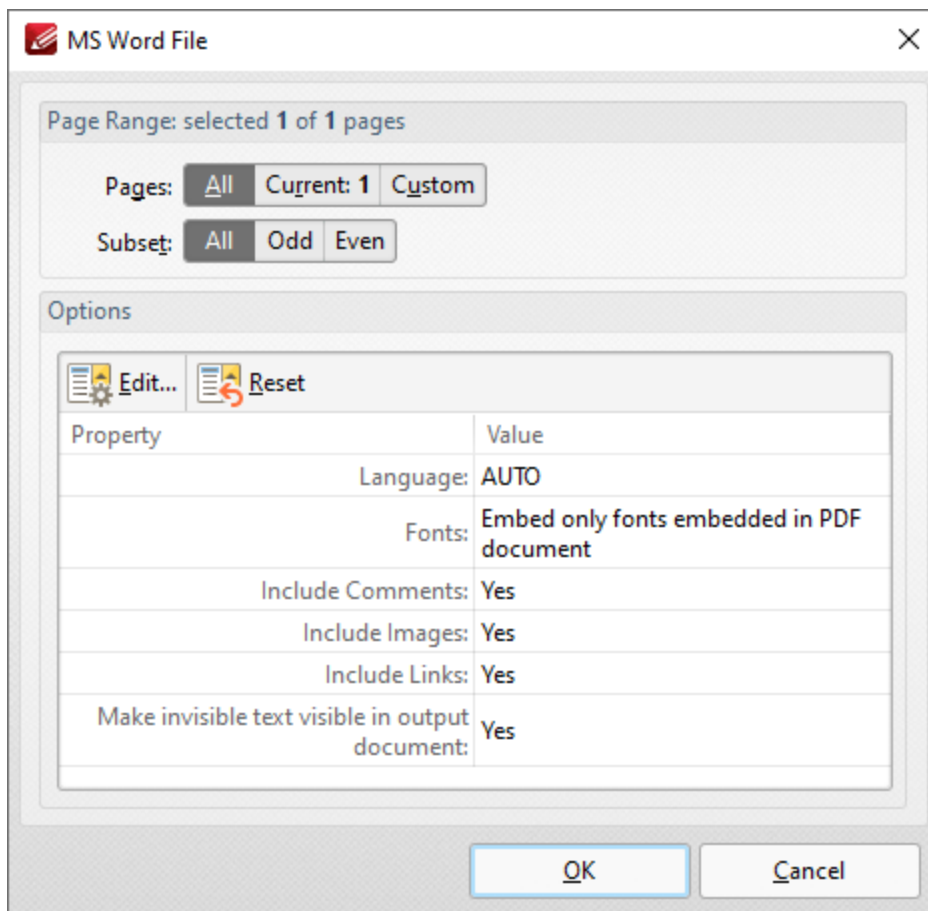 MS Word File
Page Range: selected 1 of 1 pages
Pages: All Current: 1 Custom
Subset: All Odd Even
Options
Edit... Reset
Property Value
Language: AUTO
Fonts: Embed only fonts embedded in PDF
document
Include Comments: Yes
Include Images: Yes
Include Links: Yes
Make invisible text visible in output
document: Yes
OK Cancel